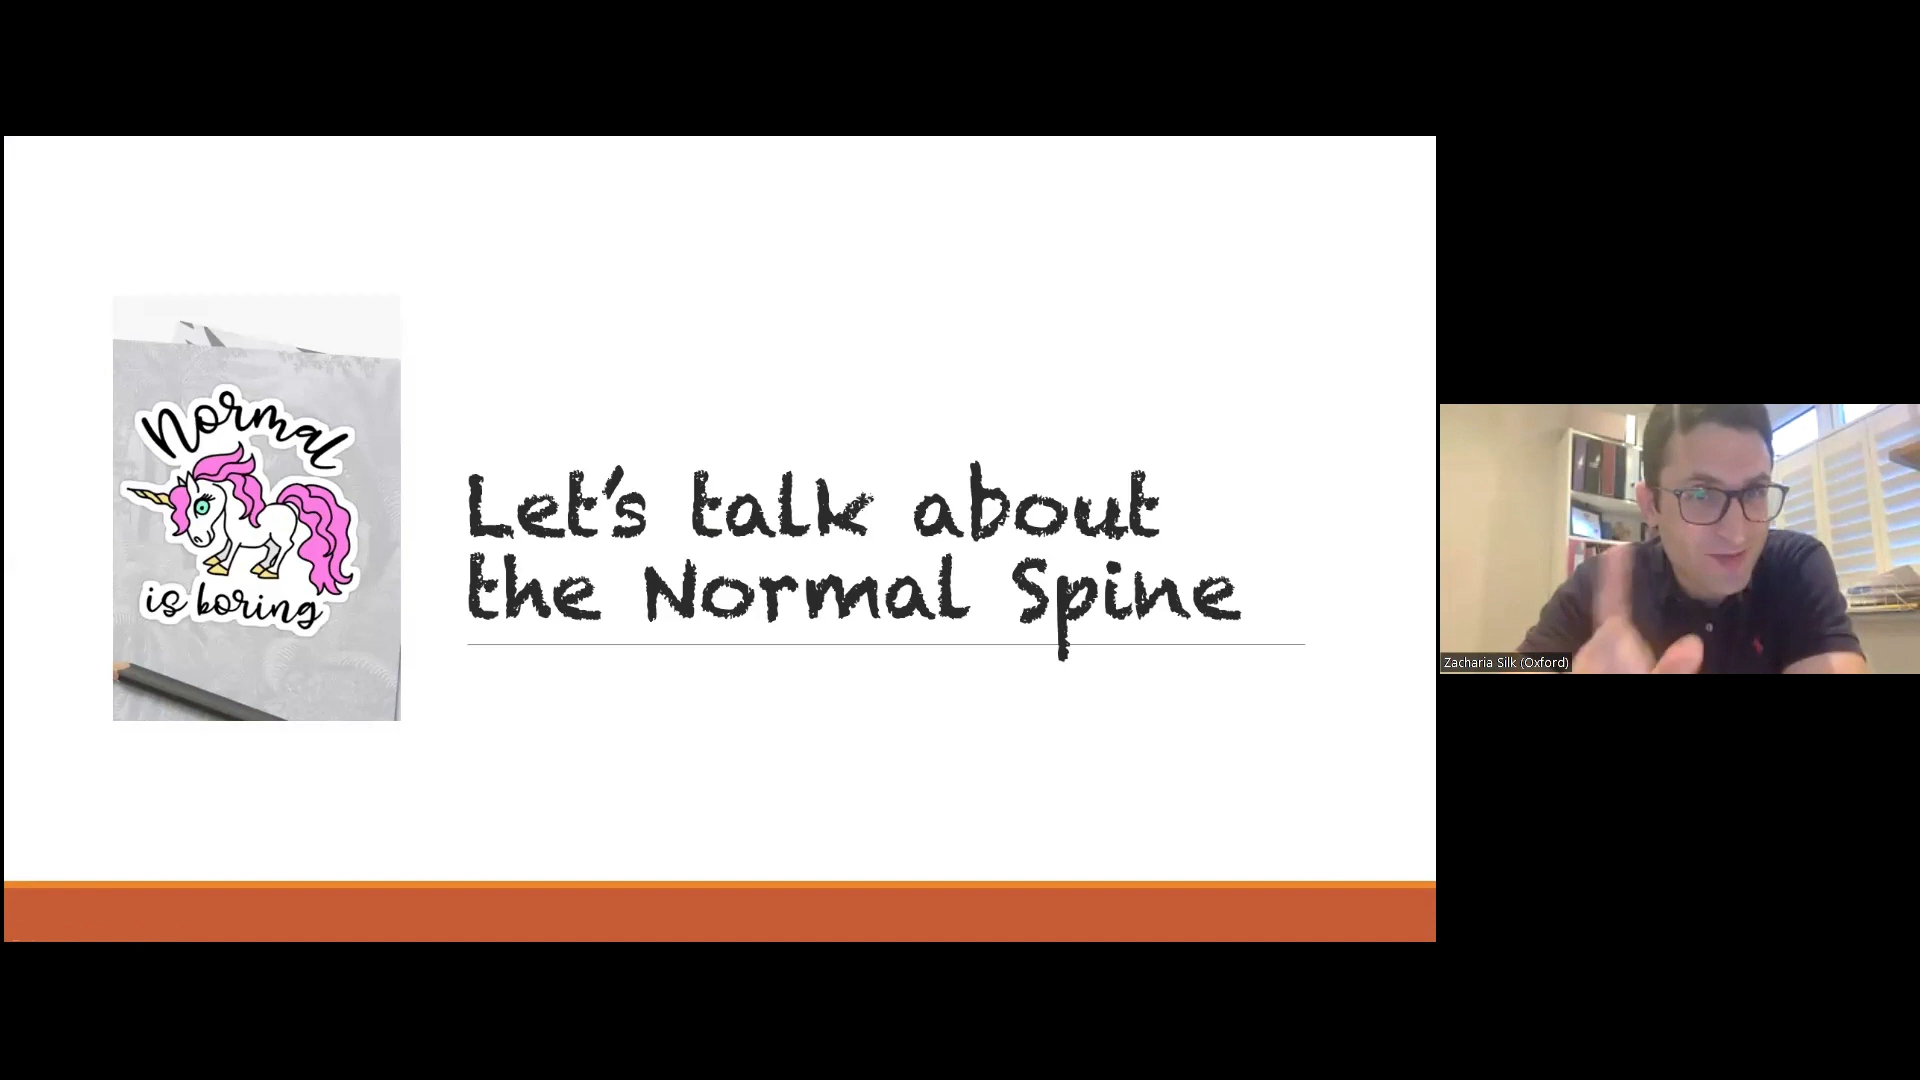 Normal
is boring
Let's talk about
the Normal Spine
Zacharia Silk (Oxford)